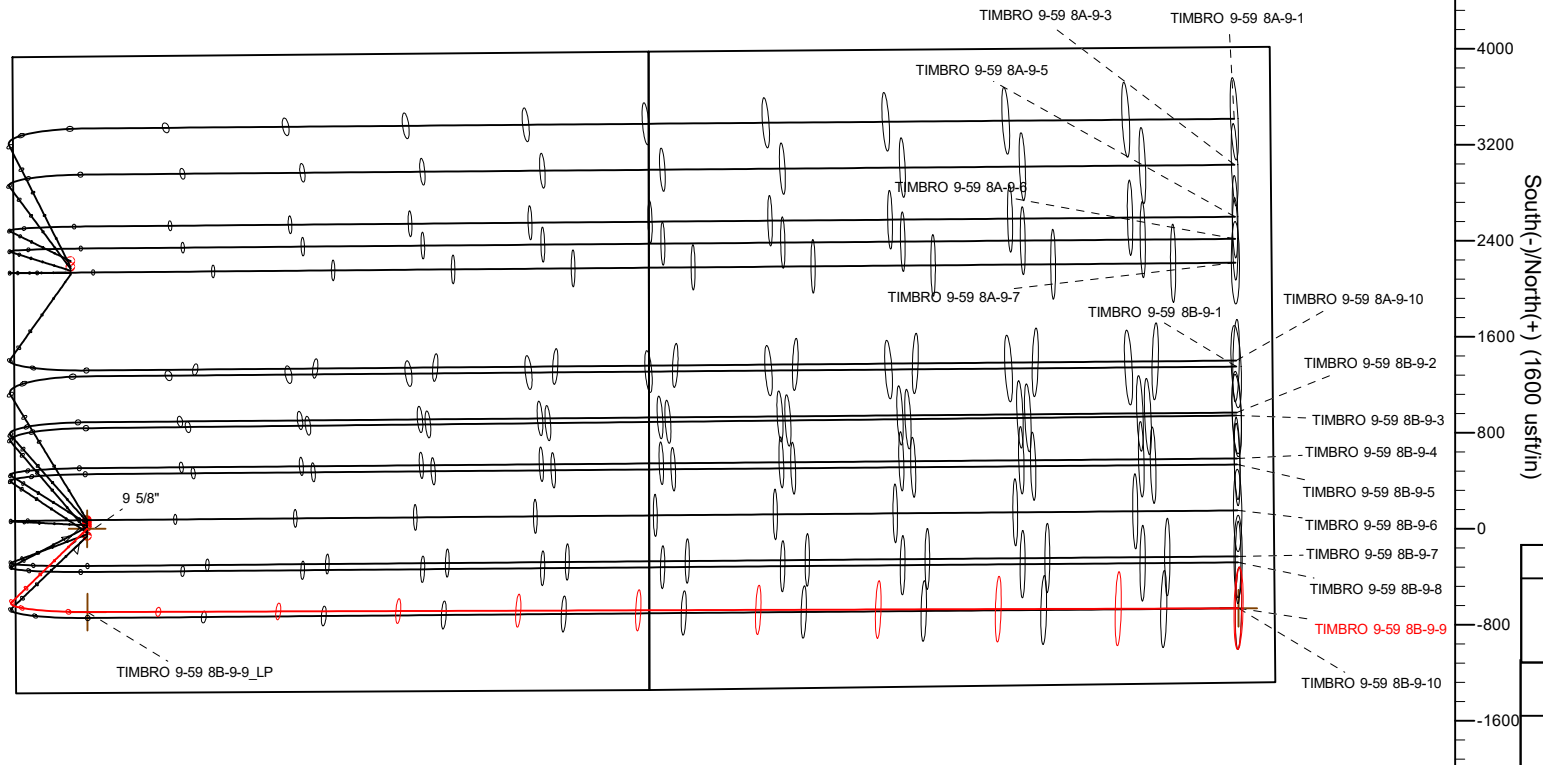 TIMBRO 9-59 8A-9-3
TIMBRO 9-59 8A-9-1
4000
TIMBRO 9-59 8A-9-5
3200
TIMBRO 9-59 8A-9-6
2400
TIMBRO 9-59 8A-9-7
TIMBRO 9-59 8A-9-10
TIMBRO 9-59 8B-9-1
1600
TIMBRO 9-59 8B-9-2
TIMBRO 9-59 8B-9-3
800
TIMBRO 9-59 8B-9-4
TIMBRO 9-59 8B-9-5
9 5/8"
TIMBRO 9-59 8B-9-6
0
TIMBRO 9-59 8B-9-7
TIMBRO 9-59 8B-9-8
TIMBRO 9-59 8B-9-9
-800
TIMBRO 9-59 8B-9-9_LP
TIMBRO 9-59 8B-9-10
-1600
South(-)/North(+) (1600 usft/in)